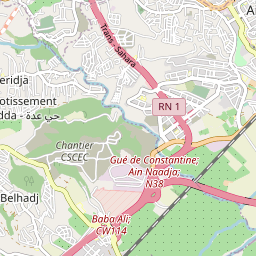 Trans - Sahara
eridja
otissement
dda - حي عدة
RN 1
Chantier
CSCEC
Gué de Constantine;
Ain Naadja;
N38
Belhadj
Baba Ali;
CW114